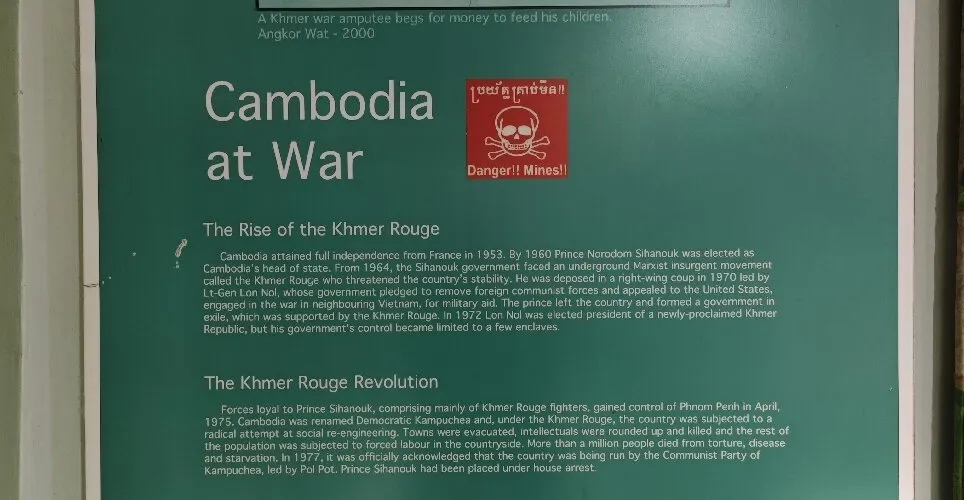 A Khmer war amputee begs for money to feed his children.
Angkor Wat - 2000
Cambodia
at War
ប្រយ័ត្នគ្រាប់មីន!!
Danger!! Mines!!
The Rise of the Khmer Rouge
Cambodia attained full independence from France in 1953. By 1960 Prince Norodom Sihanouk was elected as
Cambodia's head of state. From 1964, the Sihanouk government faced an underground Marxist insurgent movement
called the Khmer Rouge who threatened the country's stability. He was deposed in a right-wing coup in 1970 led by
Lt-Gen Lon Nol, whose government pledged to remove foreign communist forces and appealed to the United States,
engaged in the war in neighbouring Vietnam, for military aid. The prince left the country and formed a government in
exile, which was supported by the Khmer Rouge. In 1972 Lon Nol was elected president of a newly-proclaimed Khmer
Republic, but his government's control became limited to a few enclaves.
The Khmer Rouge Revolution
Forces loyal to Prince Sihanouk, comprising mainly of Khmer Rouge fighters, gained control of Phnom Penh in April,
1975. Cambodia was renamed Democratic Kampuchea and, under the Khmer Rouge, the country was subjected to a
radical attempt at social re-engineering. Towns were evacuated, intellectuals were rounded up and killed and the rest of
the population was subjected to forced labour in the countryside. More than a million people died from torture, disease
and starvation. In 1977, it was officially acknowledged that the country was being run by the Communist Party of
Kampuchea, led by Pol Pot. Prince Sihanouk had been placed under house arrest.